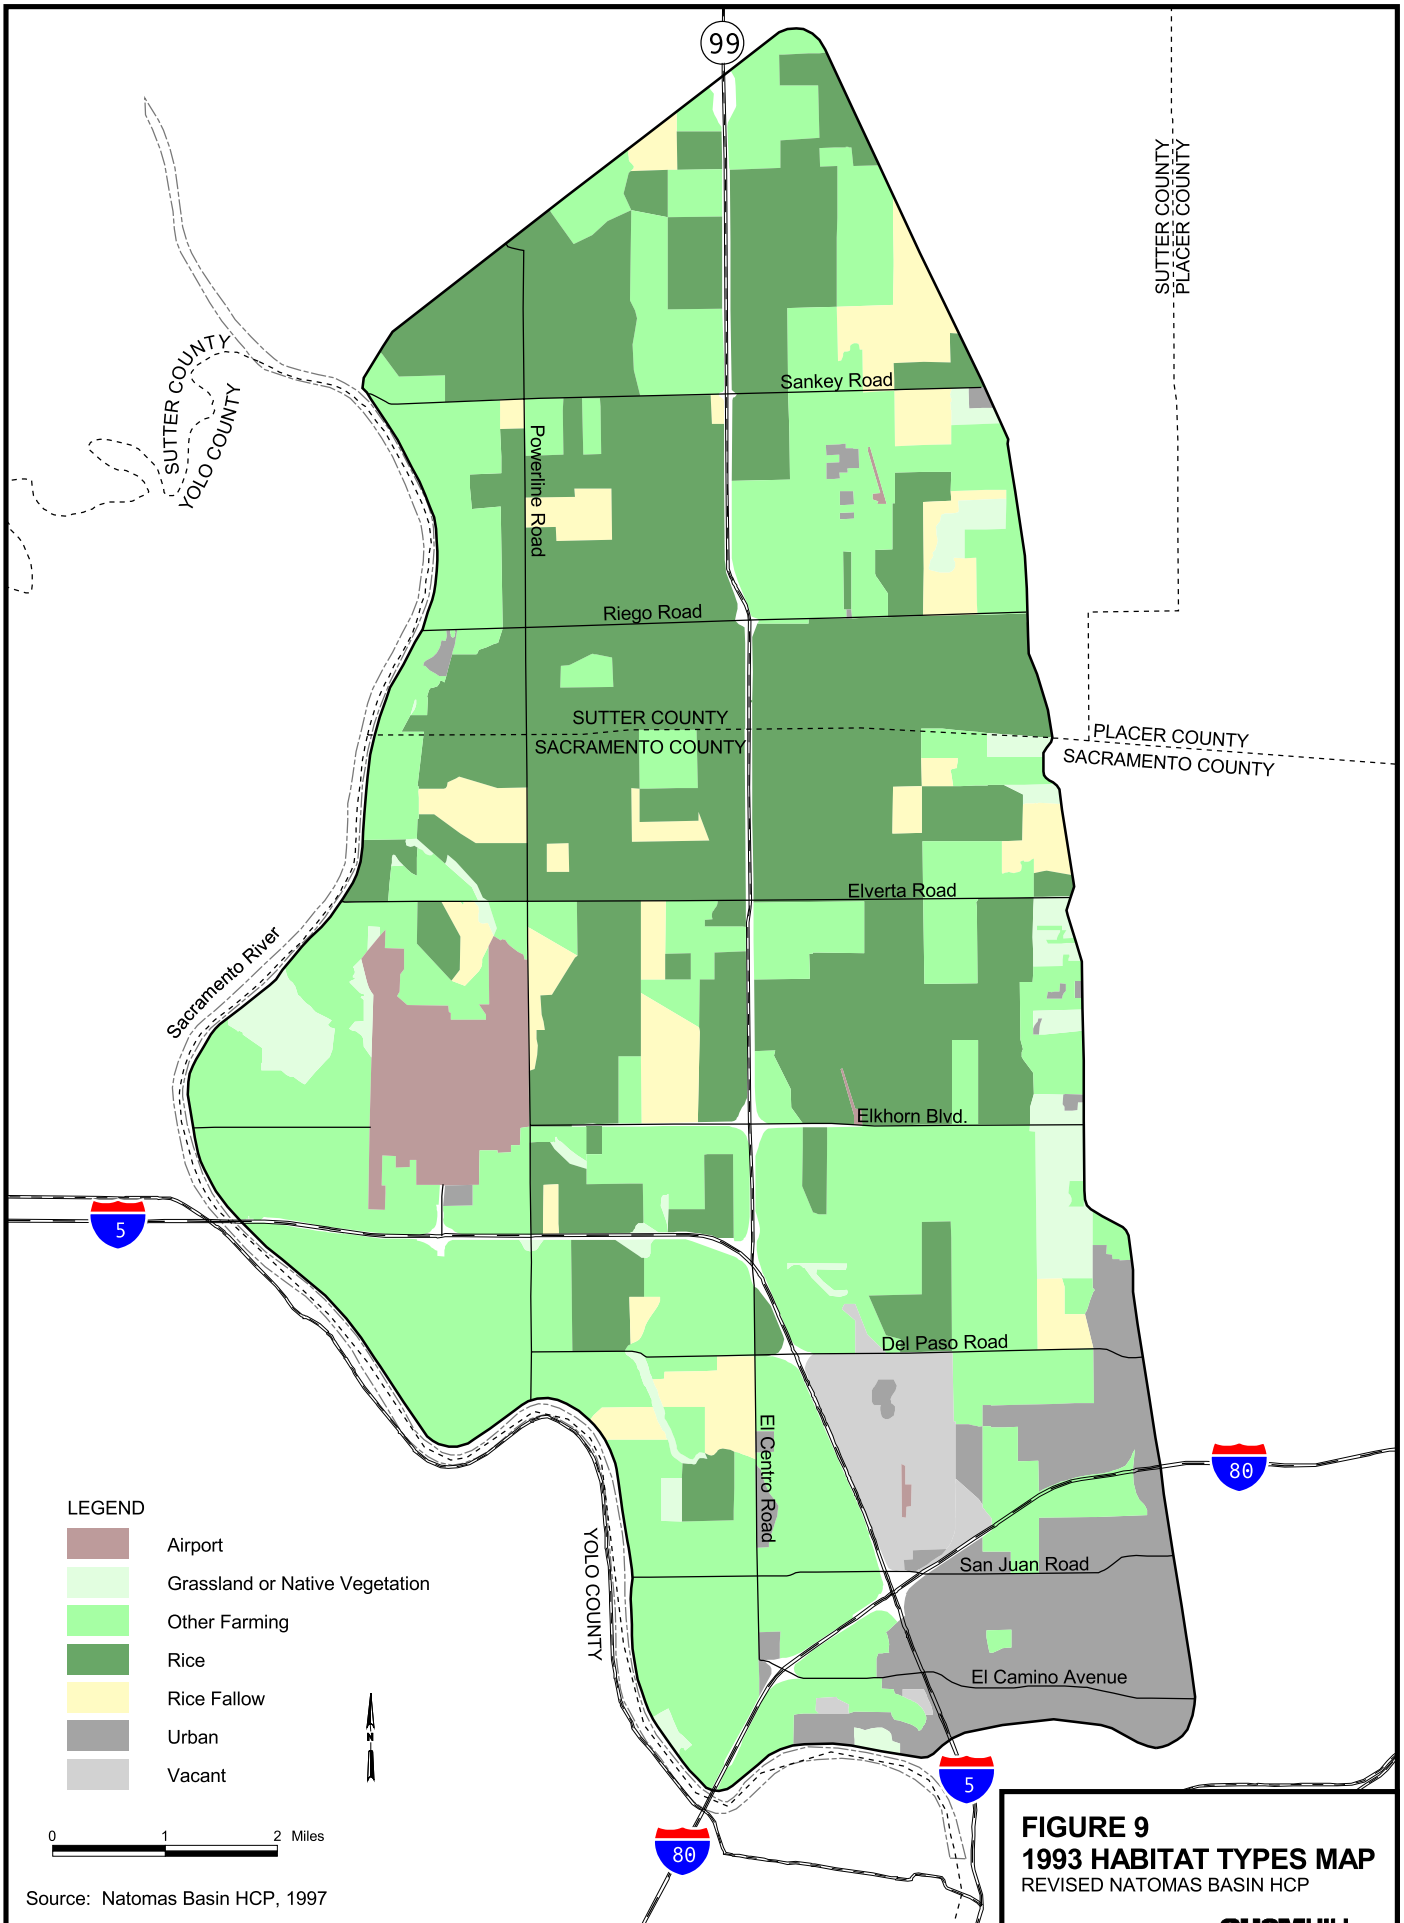 99
SUTTER COUNTY
PLACER COUNTY
SUTTER COUNTY
YOLO COUNTY
Sankey Road
Powerline Road
Riego Road
SUTTER COUNTY
SACRAMENTO COUNTY
PLACER COUNTY
SACRAMENTO COUNTY
Elverta Road
Sacramento River
Elkhorn Blvd.
5
Del Paso Road
El Centro Road
80
YOLO COUNTY
San Juan Road
El Camino Avenue
5
80
LEGEND
Airport
Grassland or Native Vegetation
Other Farming
Rice
Rice Fallow
Urban
Vacant
N
0 1 2 Miles
Source: Natomas Basin HCP, 1997
FIGURE 9
1993 HABITAT TYPES MAP
REVISED NATOMAS BASIN HCP